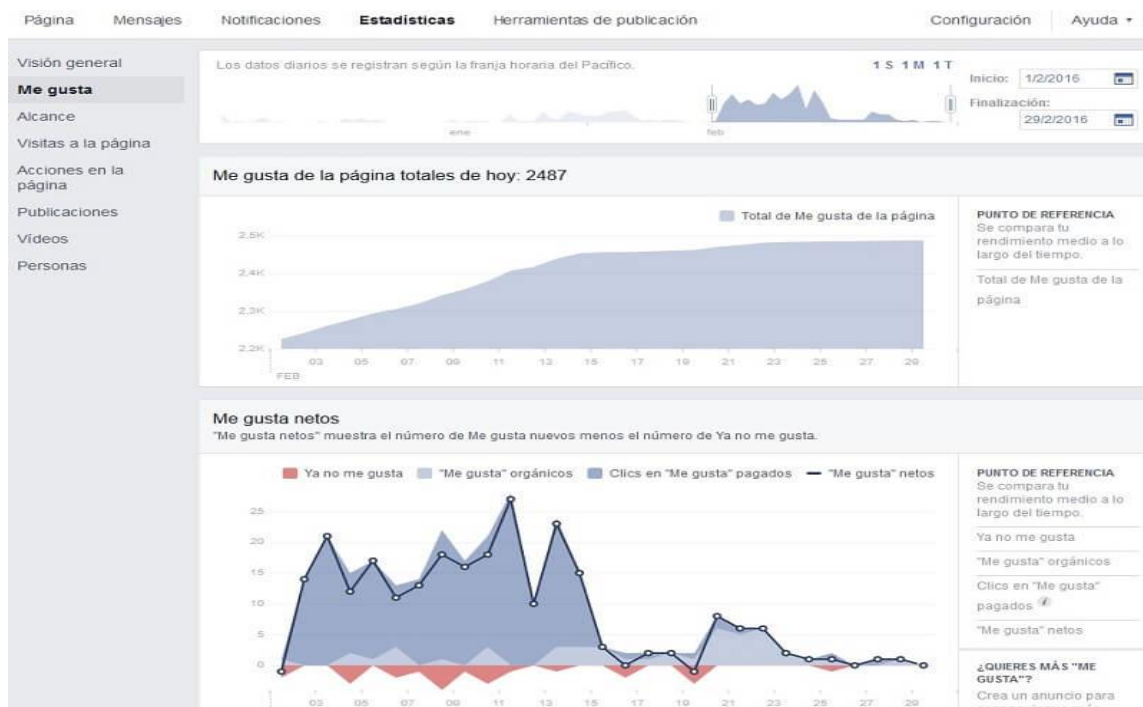 Página Mensajes Notificaciones Estadísticas Herramientas de publicación Configuración Ayuda
Visión general
Me gusta
Alcance
Visitas a la página
Acciones en la
página
Publicaciones
Vídeos
Personas
Los datos diarios se registran según la franja horaria del Pacífico.
1 S 1 M 1 T
Inicio: 1/2/2016
Finalización:
29/2/2016
ene
feb
Me gusta de la página totales de hoy: 2487
Total de Me gusta de la página
2,5K
2,4K
2,3K
2,2K
03 05 07 09 11 13 15 17 19 21 23 25 27 29
FEB
PUNTO DE REFERENCIA
Se compara tu
rendimiento medio a lo
largo del tiempo.
Total de Me gusta de la
página
Me gusta netos
"Me gusta netos" muestra el número de Me gusta nuevos menos el número de Ya no me gusta.
Ya no me gusta "Me gusta" orgánicos Clics en "Me gusta" pagados "Me gusta" netos
25
20
15
10
5
0
03 05 07 09 11 13 15 17 19 21 23 25 27 29
PUNTO DE REFERENCIA
Se compara tu
rendimiento medio a lo
largo del tiempo.
Ya no me gusta
"Me gusta" orgánicos
Clics en "Me gusta"
pagados i
"Me gusta" netos
¿QUIERES MÁS "ME
GUSTA"?
Crea un anuncio para